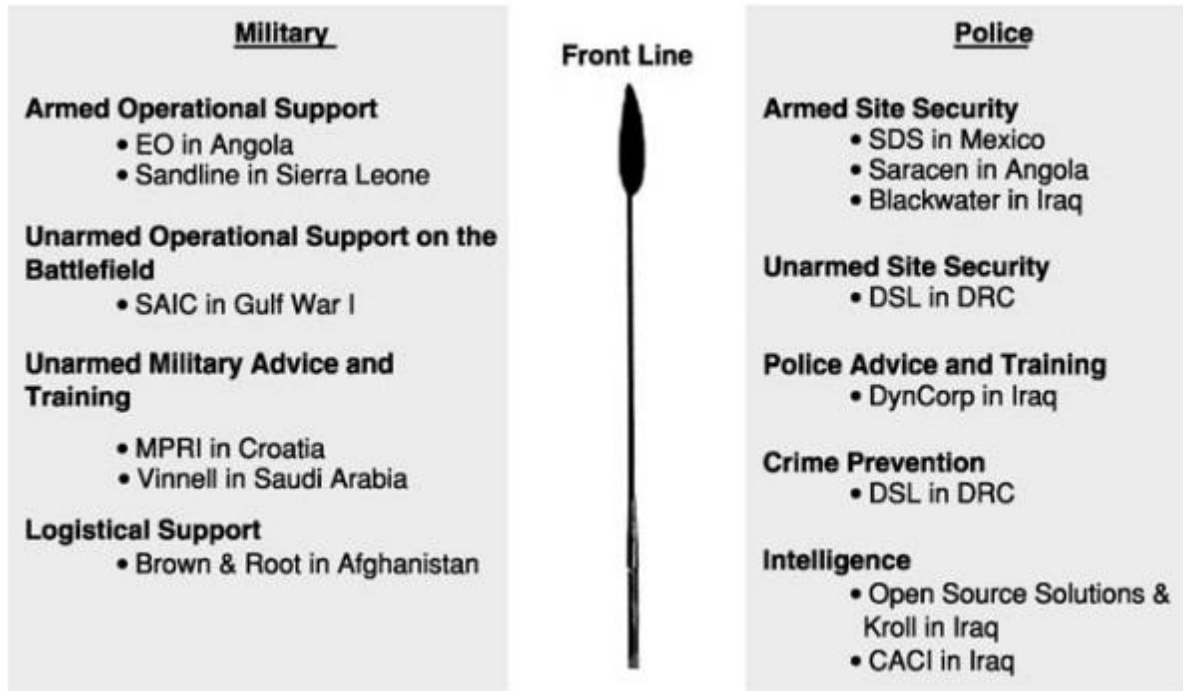 Military
Armed Operational Support
• EO in Angola
• Sandline in Sierra Leone
Unarmed Operational Support on the
Battlefield
• SAIC in Gulf War I
Unarmed Military Advice and
Training
• MPRI in Croatia
• Vinnell in Saudi Arabia
Logistical Support
• Brown & Root in Afghanistan
Front Line
Police
Armed Site Security
• SDS in Mexico
• Saracen in Angola
• Blackwater in Iraq
Unarmed Site Security
• DSL in DRC
Police Advice and Training
• DynCorp in Iraq
Crime Prevention
• DSL in DRC
Intelligence
• Open Source Solutions &
Kroll in Iraq
• CACI in Iraq